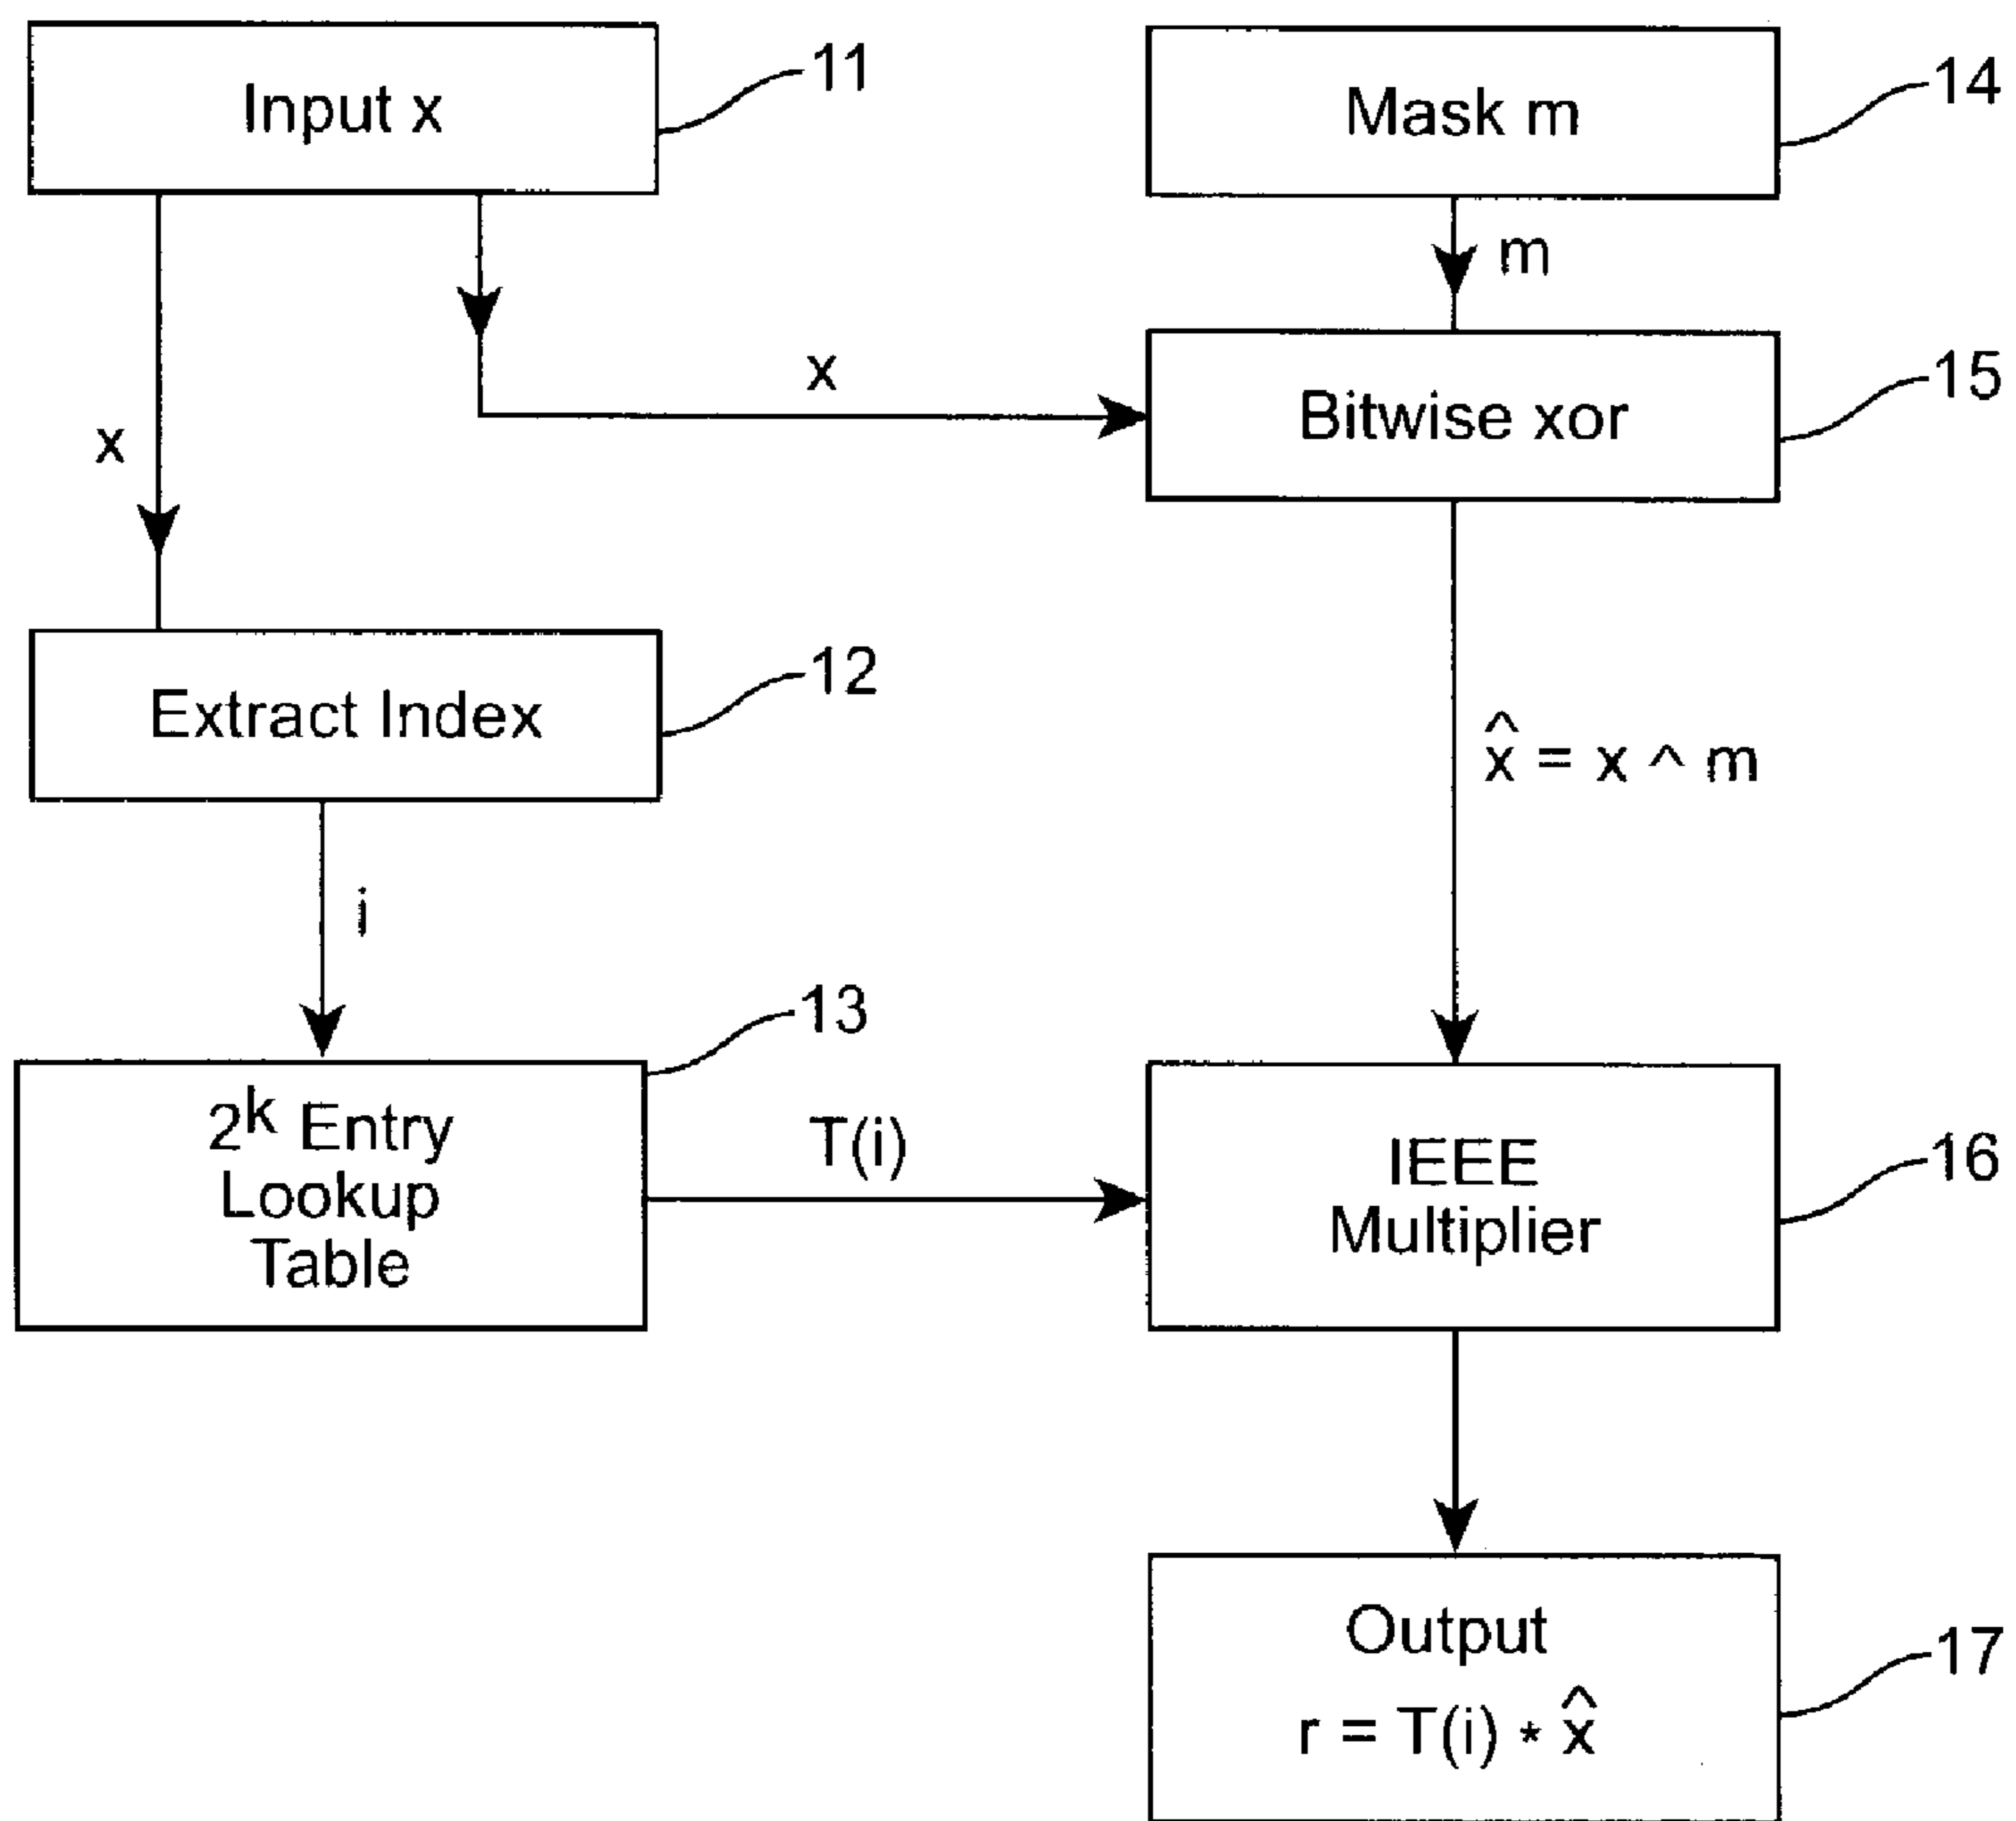 Input x
11
Mask m
14
m
x
x
Bitwise xor
15
Extract Index
12
x̂ = x ^ m
i
13
2^k Entry
Lookup
Table
T(i)
IEEE
Multiplier
16
Output
r = T(i) * x̂
17